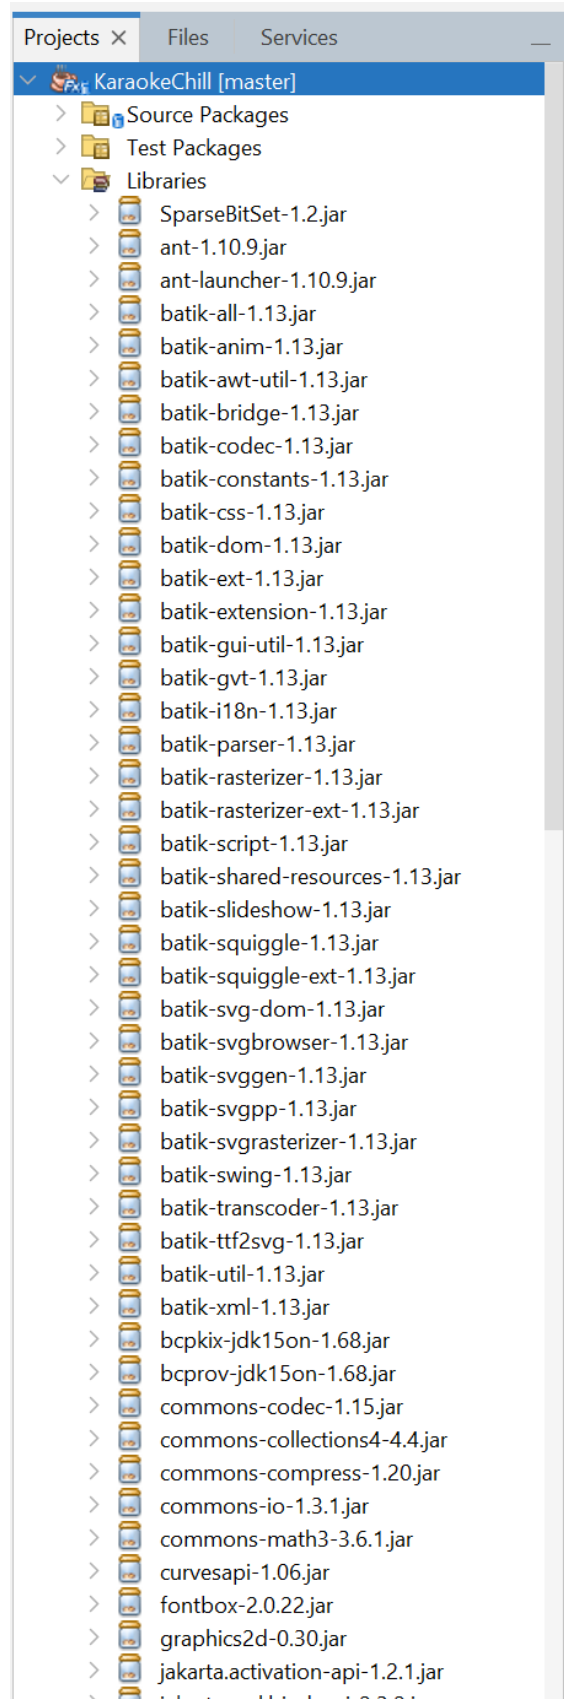 Projects × Files Services
KaraokeChill [master]
Source Packages
Test Packages
Libraries
SparseBitSet-1.2.jar
ant-1.10.9.jar
ant-launcher-1.10.9.jar
batik-all-1.13.jar
batik-anim-1.13.jar
batik-awt-util-1.13.jar
batik-bridge-1.13.jar
batik-codec-1.13.jar
batik-constants-1.13.jar
batik-css-1.13.jar
batik-dom-1.13.jar
batik-ext-1.13.jar
batik-extension-1.13.jar
batik-gui-util-1.13.jar
batik-gvt-1.13.jar
batik-i18n-1.13.jar
batik-parser-1.13.jar
batik-rasterizer-1.13.jar
batik-rasterizer-ext-1.13.jar
batik-script-1.13.jar
batik-shared-resources-1.13.jar
batik-slideshow-1.13.jar
batik-squiggle-1.13.jar
batik-squiggle-ext-1.13.jar
batik-svg-dom-1.13.jar
batik-svgbrowser-1.13.jar
batik-svggen-1.13.jar
batik-svgpp-1.13.jar
batik-svgrasterizer-1.13.jar
batik-swing-1.13.jar
batik-transcoder-1.13.jar
batik-ttf2svg-1.13.jar
batik-util-1.13.jar
batik-xml-1.13.jar
bcpkix-jdk15on-1.68.jar
bcprov-jdk15on-1.68.jar
commons-codec-1.15.jar
commons-collections4-4.4.jar
commons-compress-1.20.jar
commons-io-1.3.1.jar
commons-math3-3.6.1.jar
curvesapi-1.06.jar
fontbox-2.0.22.jar
graphics2d-0.30.jar
jakarta.activation-api-1.2.1.jar